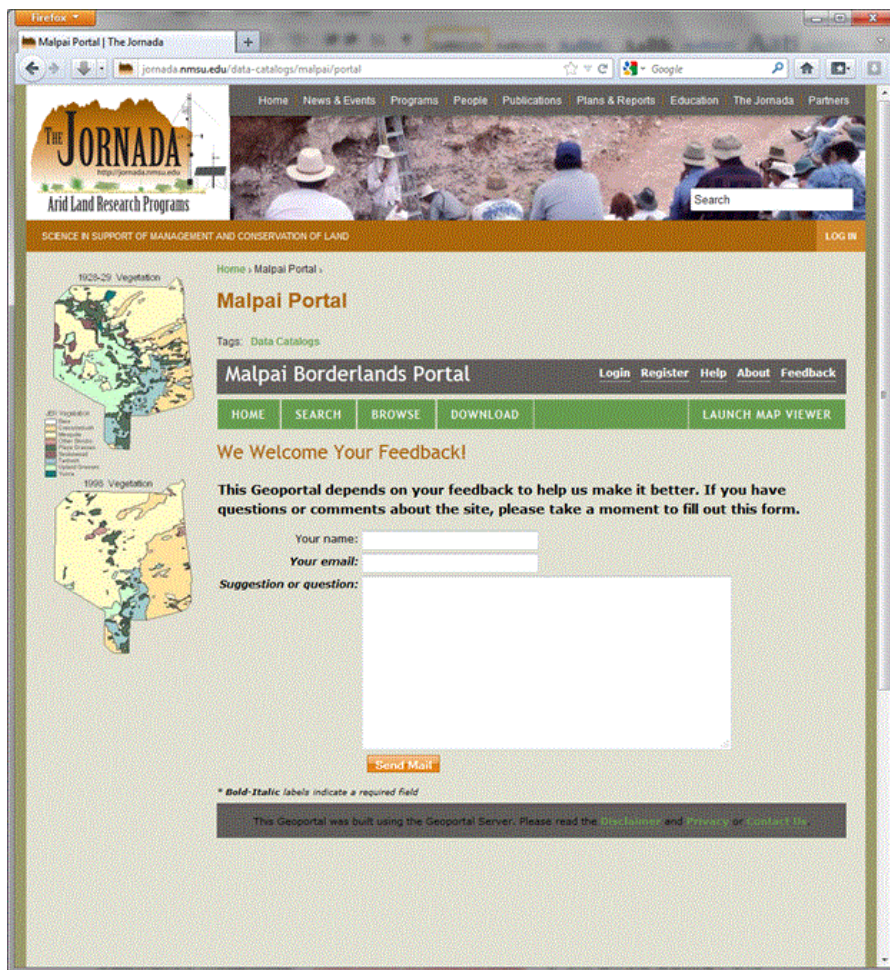 Firefox
Malpai Portal | The Jornada
jornada.nmsu.edu/data-catalogs/malpai/portal
Google
Home News & Events Programs People Publications Plans & Reports Education The Jornada Partners
THE JORNADA
http://jornada.nmsu.edu
Arid Land Research Programs
Search
SCIENCE IN SUPPORT OF MANAGEMENT AND CONSERVATION OF LAND
LOG IN
1928-29 Vegetation
Home › Malpai Portal ›
Malpai Portal
Tags: Data Catalogs
Malpai Borderlands Portal
Login Register Help About Feedback
HOME SEARCH BROWSE DOWNLOAD LAUNCH MAP VIEWER
1998 Vegetation
We Welcome Your Feedback!
This Geoportal depends on your feedback to help us make it better. If you have
questions or comments about the site, please take a moment to fill out this form.
Your name:
Your email:
Suggestion or question:
Send Mail
* Bold-Italic labels indicate a required field
This Geoportal was built using the Geoportal Server. Please read the Disclaimer and Privacy or Contact Us.